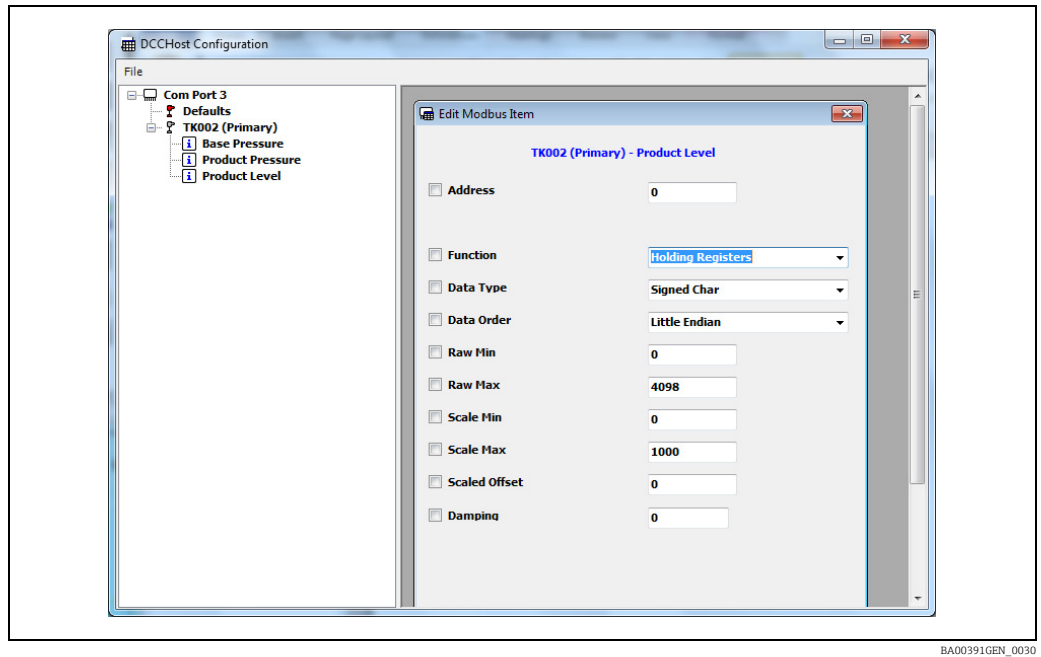 DCCHost Configuration
File
Com Port 3
Defaults
TK002 (Primary)
Base Pressure
Product Pressure
Product Level
Edit Modbus Item
TK002 (Primary) - Product Level
Address 0
Function Holding Registers
Data Type Signed Char
Data Order Little Endian
Raw Min 0
Raw Max 4098
Scale Min 0
Scale Max 1000
Scaled Offset 0
Damping 0
BA00391GEN_0030